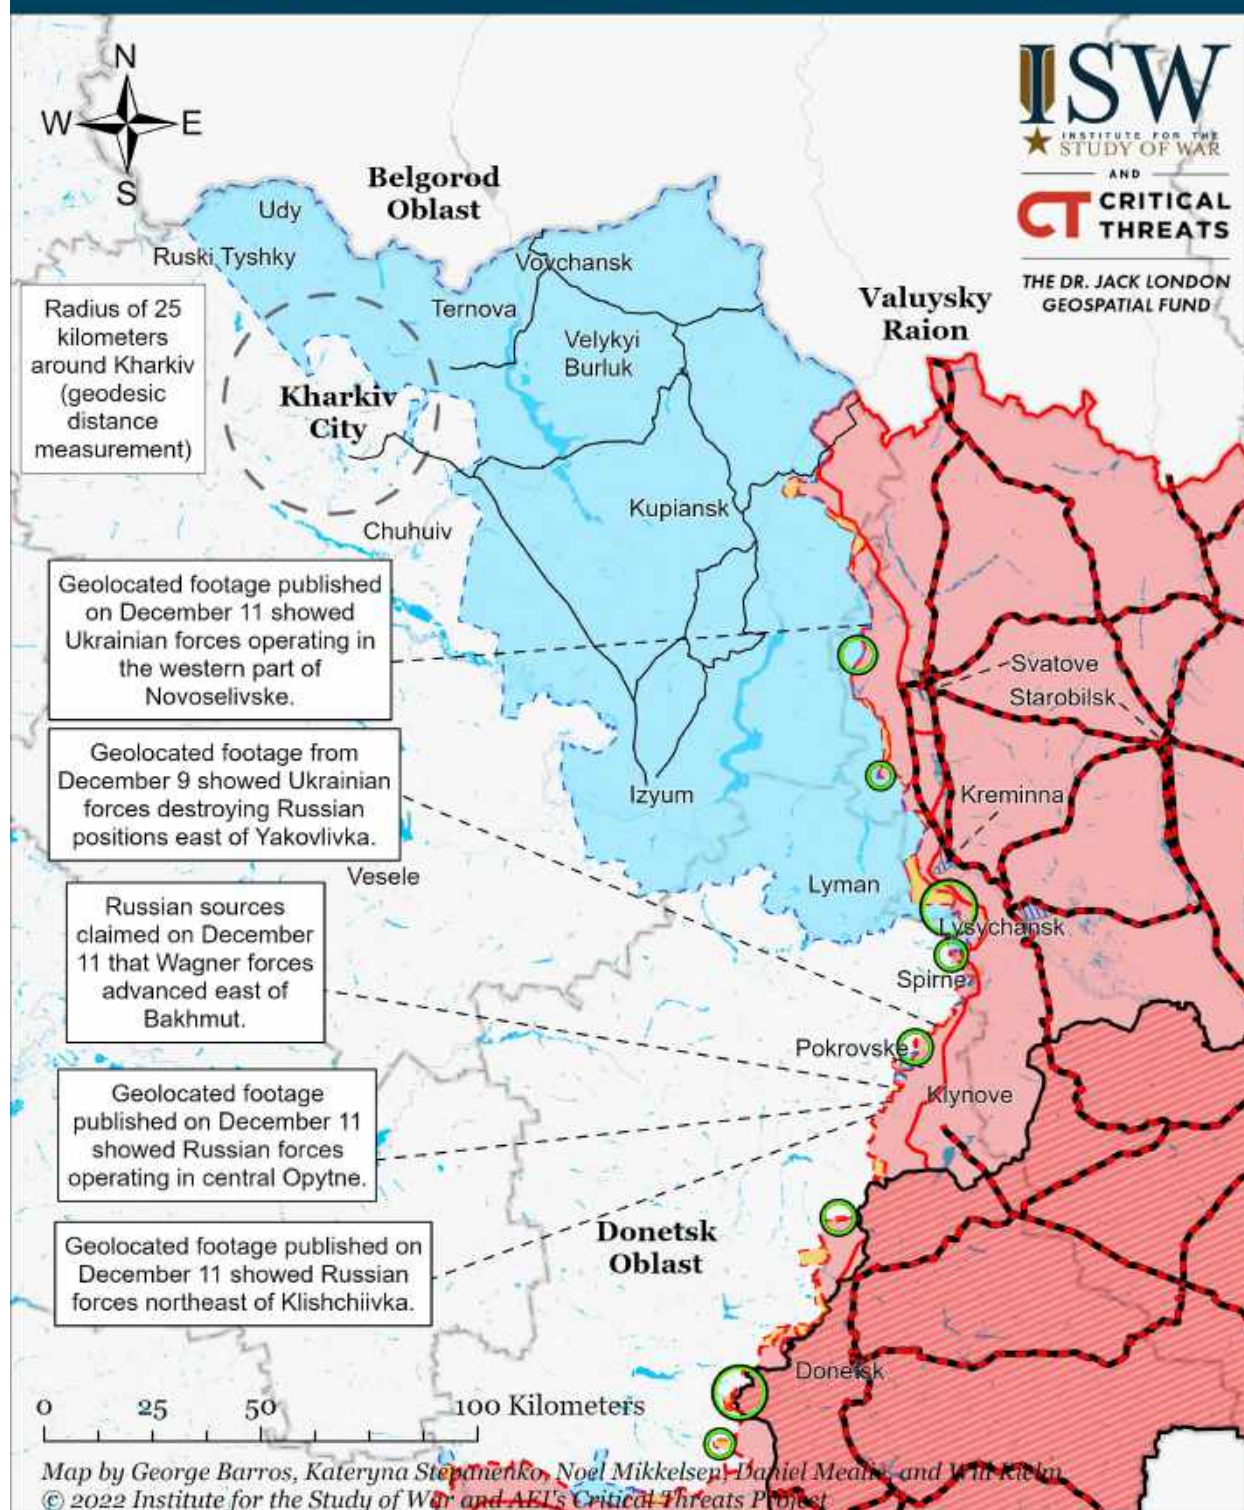 N
W E
S
ISW
INSTITUTE FOR THE
STUDY OF WAR
AND
CT CRITICAL
THREATS
THE DR. JACK LONDON
GEOSPATIAL FUND
Belgorod
Oblast
Udy
Ruski Tyshky
Vovchansk
Ternova
Valuysky
Raion
Radius of 25
kilometers
around Kharkiv
(geodesic
distance
measurement)
Velykyi
Burluk
Kharkiv
City
Kupiansk
Chuhuiv
Geolocated footage published
on December 11 showed
Ukrainian forces operating in
the western part of
Novoselivske.
Svatove
Starobilsk
Geolocated footage from
December 9 showed Ukrainian
forces destroying Russian
positions east of Yakovlivka.
Izyum
Kreminna
Vesele
Lyman
Russian sources
claimed on December
11 that Wagner forces
advanced east of
Bakhmut.
Lysychansk
Spirne
Pokrovske
Klynove
Geolocated footage
published on December 11
showed Russian forces
operating in central Opytne.
Donetsk
Oblast
Geolocated footage published on
December 11 showed Russian
forces northeast of Klishchiivka.
Donetsk
0 25 50 100 Kilometers
Map by George Barros, Kateryna Stepanenko, Noel Mikkelsen, Daniel Mealie, and Will Kielm
© 2022 Institute for the Study of War and AEI's Critical Threats Project